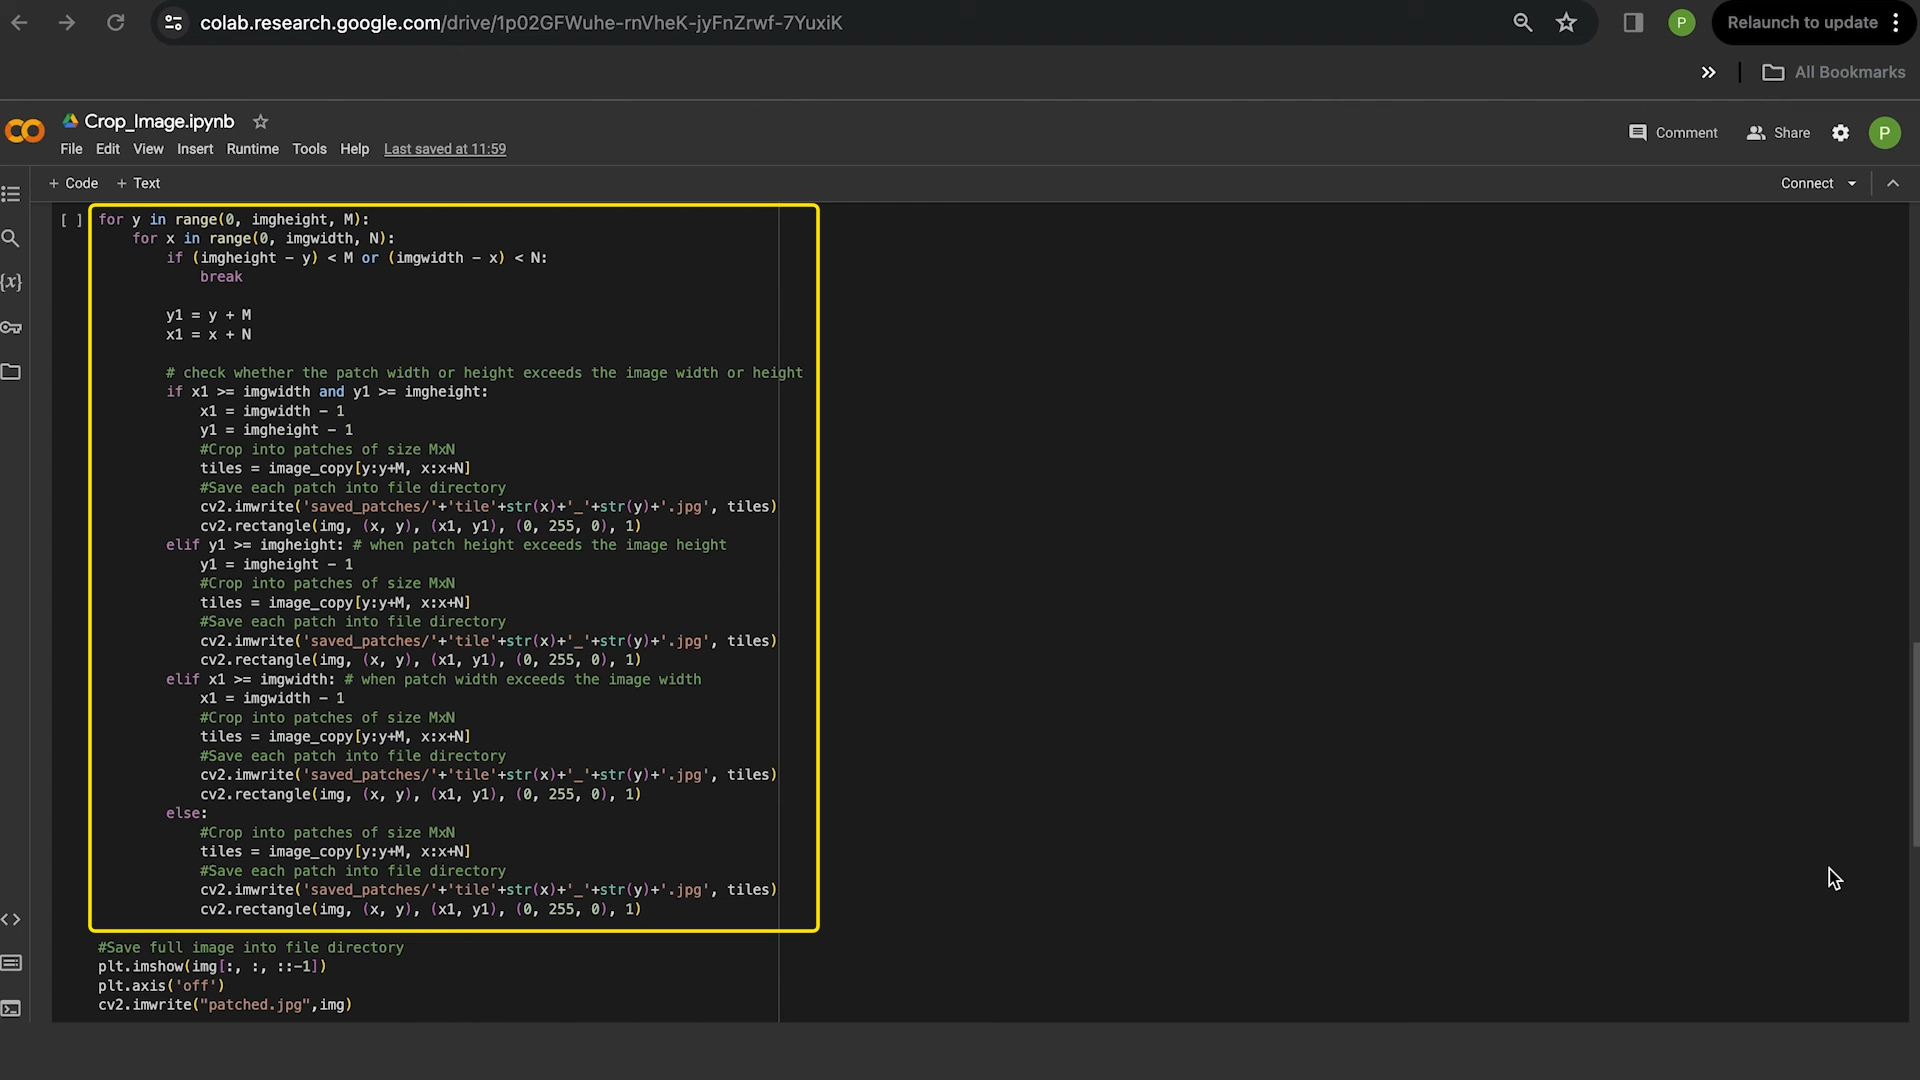 colab.research.google.com/drive/1p02GFWuhe-rnVheK-jyFnZrwf-7YuxiK
P
Relaunch to update
All Bookmarks
Crop_Image.ipynb
Comment
Share
P
File Edit View Insert Runtime Tools Help Last saved at 11:59
+ Code + Text
Connect
[ ] for y in range(0, imgheight, M):
for x in range(0, imgwidth, N):
if (imgheight - y) < M or (imgwidth - x) < N:
break
y1 = y + M
x1 = x + N
# check whether the patch width or height exceeds the image width or height
if x1 >= imgwidth and y1 >= imgheight:
x1 = imgwidth - 1
y1 = imgheight - 1
#Crop into patches of size MxN
tiles = image_copy[y:y+M, x:x+N]
#Save each patch into file directory
cv2.imwrite('saved_patches/'+'tile'+str(x)+'_'+str(y)+'.jpg', tiles)
cv2.rectangle(img, (x, y), (x1, y1), (0, 255, 0), 1)
elif y1 >= imgheight: # when patch height exceeds the image height
y1 = imgheight - 1
#Crop into patches of size MxN
tiles = image_copy[y:y+M, x:x+N]
#Save each patch into file directory
cv2.imwrite('saved_patches/'+'tile'+str(x)+'_'+str(y)+'.jpg', tiles)
cv2.rectangle(img, (x, y), (x1, y1), (0, 255, 0), 1)
elif x1 >= imgwidth: # when patch width exceeds the image width
x1 = imgwidth - 1
#Crop into patches of size MxN
tiles = image_copy[y:y+M, x:x+N]
#Save each patch into file directory
cv2.imwrite('saved_patches/'+'tile'+str(x)+'_'+str(y)+'.jpg', tiles)
cv2.rectangle(img, (x, y), (x1, y1), (0, 255, 0), 1)
else:
#Crop into patches of size MxN
tiles = image_copy[y:y+M, x:x+N]
#Save each patch into file directory
cv2.imwrite('saved_patches/'+'tile'+str(x)+'_'+str(y)+'.jpg', tiles)
cv2.rectangle(img, (x, y), (x1, y1), (0, 255, 0), 1)
#Save full image into file directory
plt.imshow(img[:, :, ::-1])
plt.axis('off')
cv2.imwrite("patched.jpg",img)